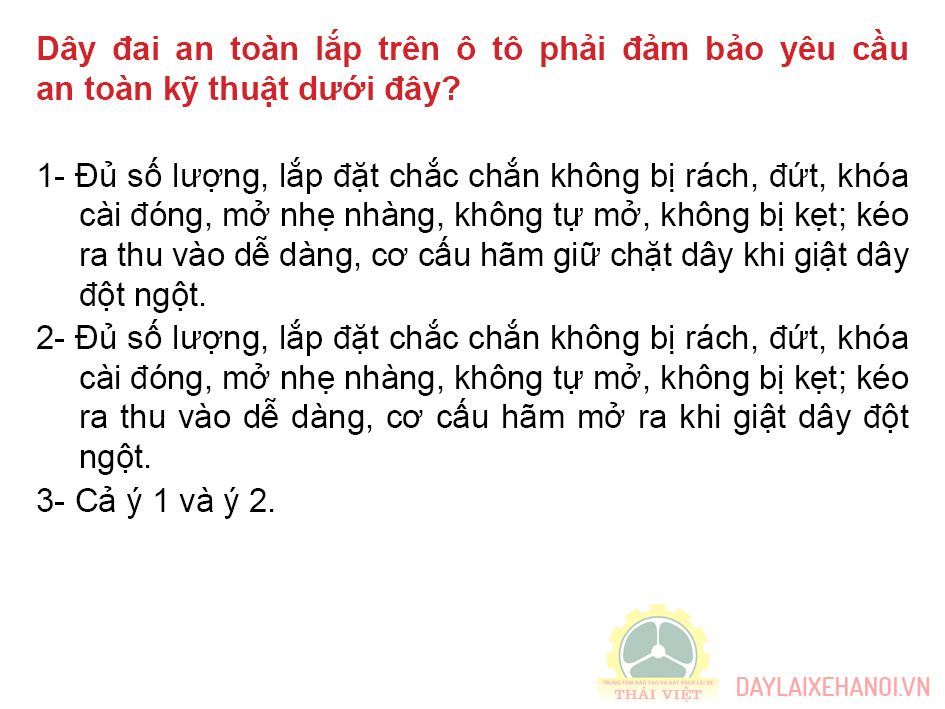 Dây đai an toàn lắp trên ô tô phải đảm bảo yêu cầu
an toàn kỹ thuật dưới đây?
1- Đủ số lượng, lắp đặt chắc chắn không bị rách, đứt, khóa
cài đóng, mở nhẹ nhàng, không tự mở, không bị kẹt; kéo
ra thu vào dễ dàng, cơ cấu hãm giữ chặt dây khi giật dây
đột ngột.
2- Đủ số lượng, lắp đặt chắc chắn không bị rách, đứt, khóa
cài đóng, mở nhẹ nhàng, không tự mở, không bị kẹt; kéo
ra thu vào dễ dàng, cơ cấu hãm mở ra khi giật dây đột
ngột.
3- Cả ý 1 và ý 2.
TRUNG TÂM ĐÀO TẠO VÀ SÁT HẠCH LÁI XE
THÁI VIỆT
DAYLAIXEHANOI.VN